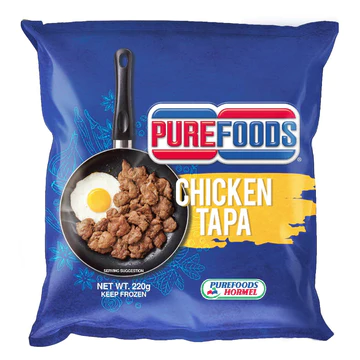 PUREFOODS
®
CHICKEN
TAPA
SERVING SUGGESTION
NET WT. 220g
KEEP FROZEN
PUREFOODS
HORMEL